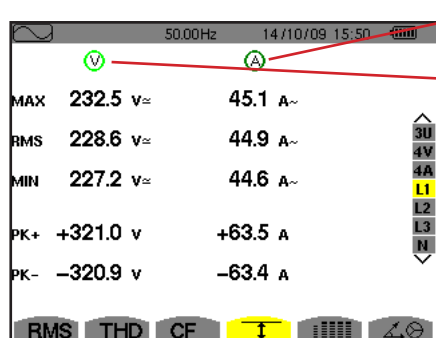 50.00Hz 14/10/09 15:50
V A
MAX 232.5 V≃ 45.1 A~
RMS 228.6 V≃ 44.9 A~
MIN 227.2 V≃ 44.6 A~
PK+ +321.0 V +63.5 A
PK- -320.9 V -63.4 A
3U
4V
4A
L1
L2
L3
N
RMS THD CF